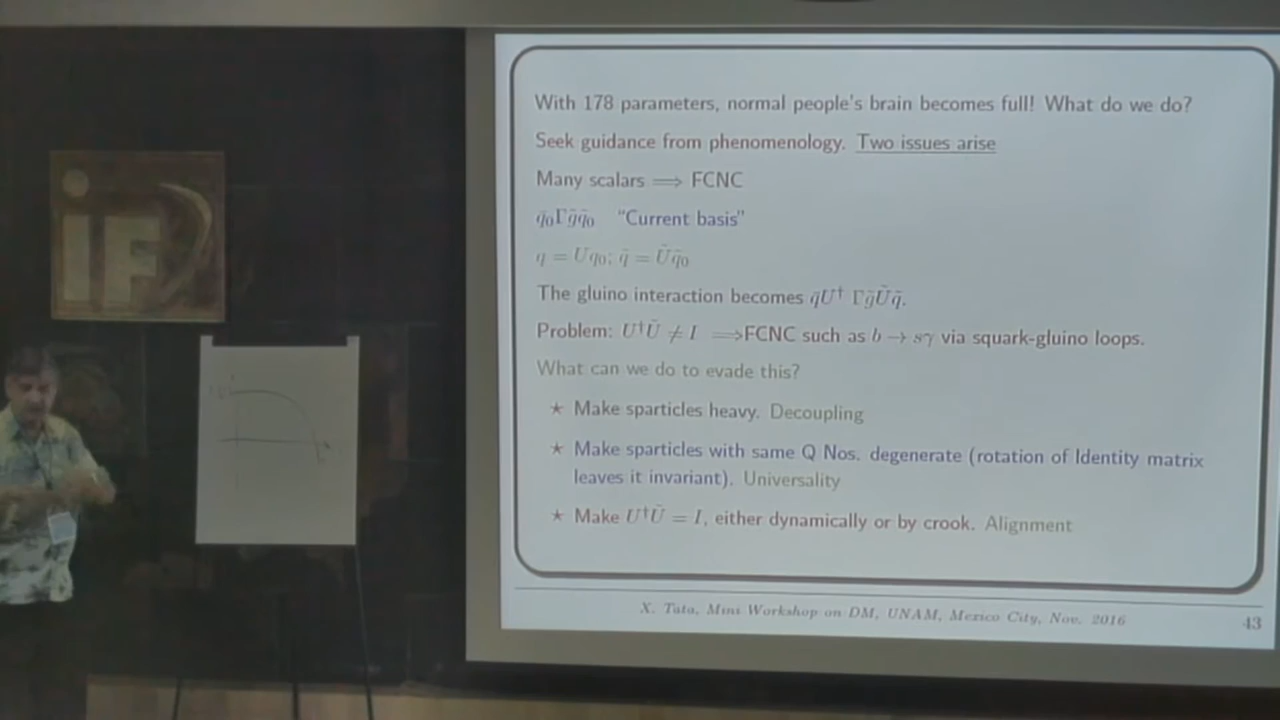 iF
With 178 parameters, normal people's brain becomes full! What do we do?
Seek guidance from phenomenology. Two issues arise
Many scalars ⟹ FCNC
q̄₀Γg̃q̃₀ "Current basis"
q = Uq₀; q̃ = Ũq̃₀
The gluino interaction becomes q̄U† Γg̃Ũq̃.
Problem: U†Ũ ≠ I ⟹FCNC such as b → sγ via squark-gluino loops.
What can we do to evade this?
★ Make sparticles heavy. Decoupling
★ Make sparticles with same Q Nos. degenerate (rotation of Identity matrix
leaves it invariant). Universality
★ Make U†Ũ = I, either dynamically or by crook. Alignment
X. Tata, Mini Workshop on DM, UNAM, Mexico City, Nov. 2016
43